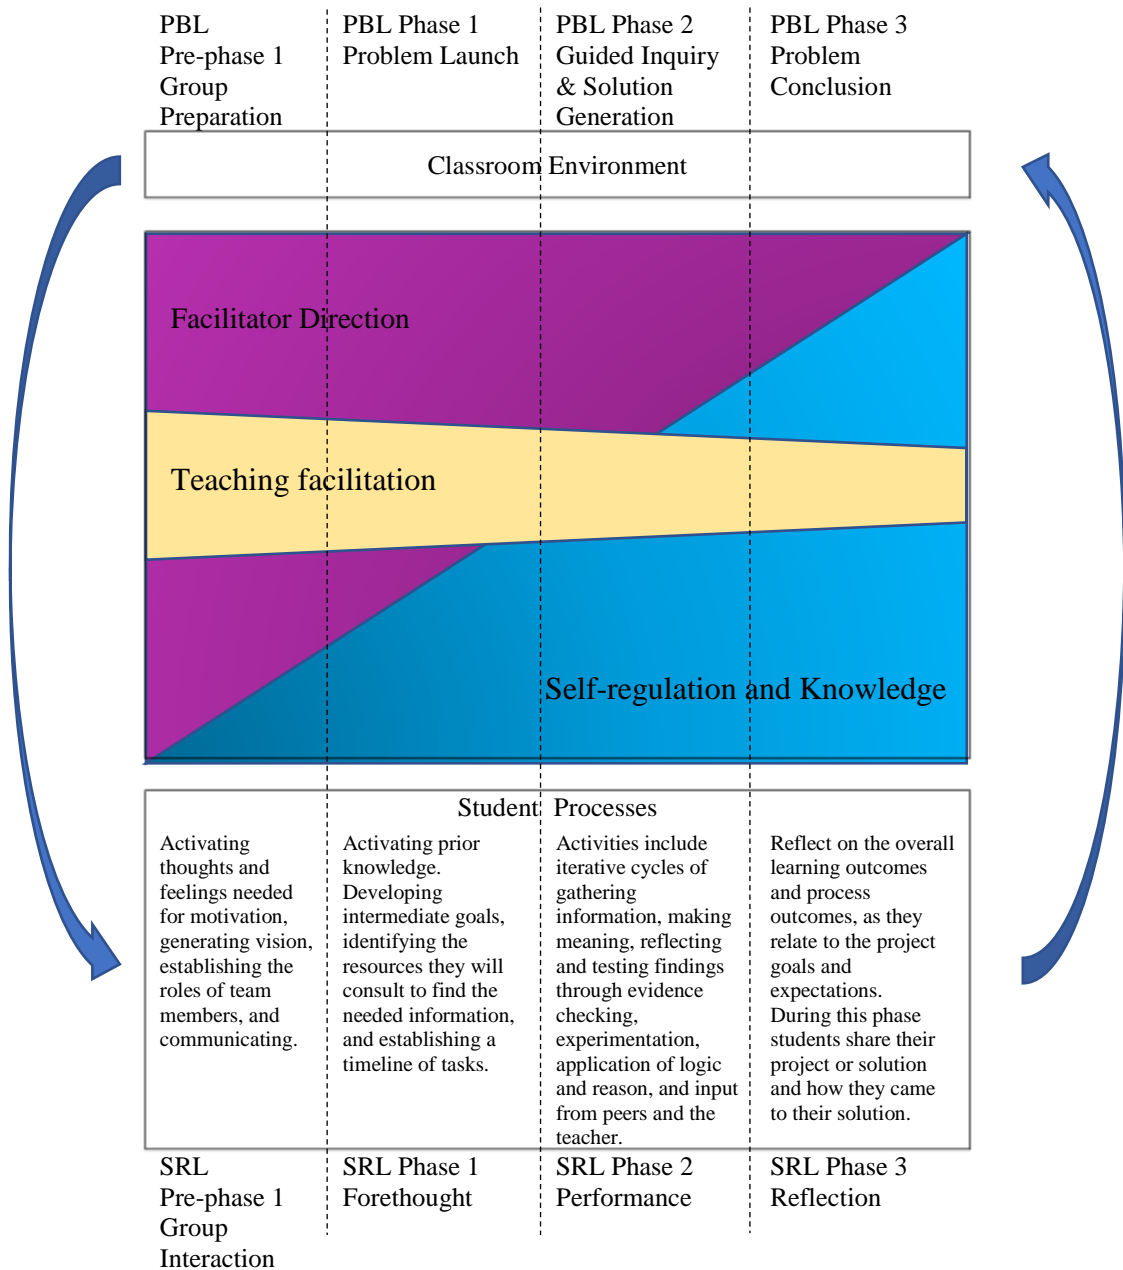 PBL
Pre-phase 1
Group
Preparation
PBL Phase 1
Problem Launch
PBL Phase 2
Guided Inquiry
& Solution
Generation
PBL Phase 3
Problem
Conclusion
Classroom Environment
Facilitator Direction
Teaching facilitation
Self-regulation and Knowledge
Student Processes
Activating
thoughts and
feelings needed
for motivation,
generating vision,
establishing the
roles of team
members, and
communicating.
Activating prior
knowledge.
Developing
intermediate goals,
identifying the
resources they will
consult to find the
needed information,
and establishing a
timeline of tasks.
Activities include
iterative cycles of
gathering
information, making
meaning, reflecting
and testing findings
through evidence
checking,
experimentation,
application of logic
and reason, and input
from peers and the
teacher.
Reflect on the overall
learning outcomes
and process
outcomes, as they
relate to the project
goals and
expectations.
During this phase
students share their
project or solution
and how they came
to their solution.
SRL
Pre-phase 1
Group
Interaction
SRL Phase 1
Forethought
SRL Phase 2
Performance
SRL Phase 3
Reflection